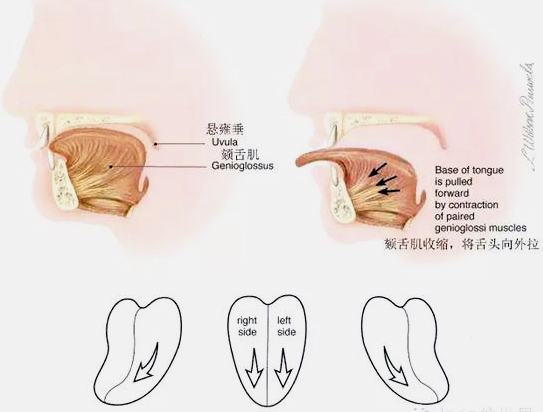 悬雍垂
Uvula
颏舌肌
Genioglossus
Base of tongue
is pulled
forward
by contraction
of paired
genioglossi muscles
颏舌肌收缩，将舌头向外拉
right
side
left
side